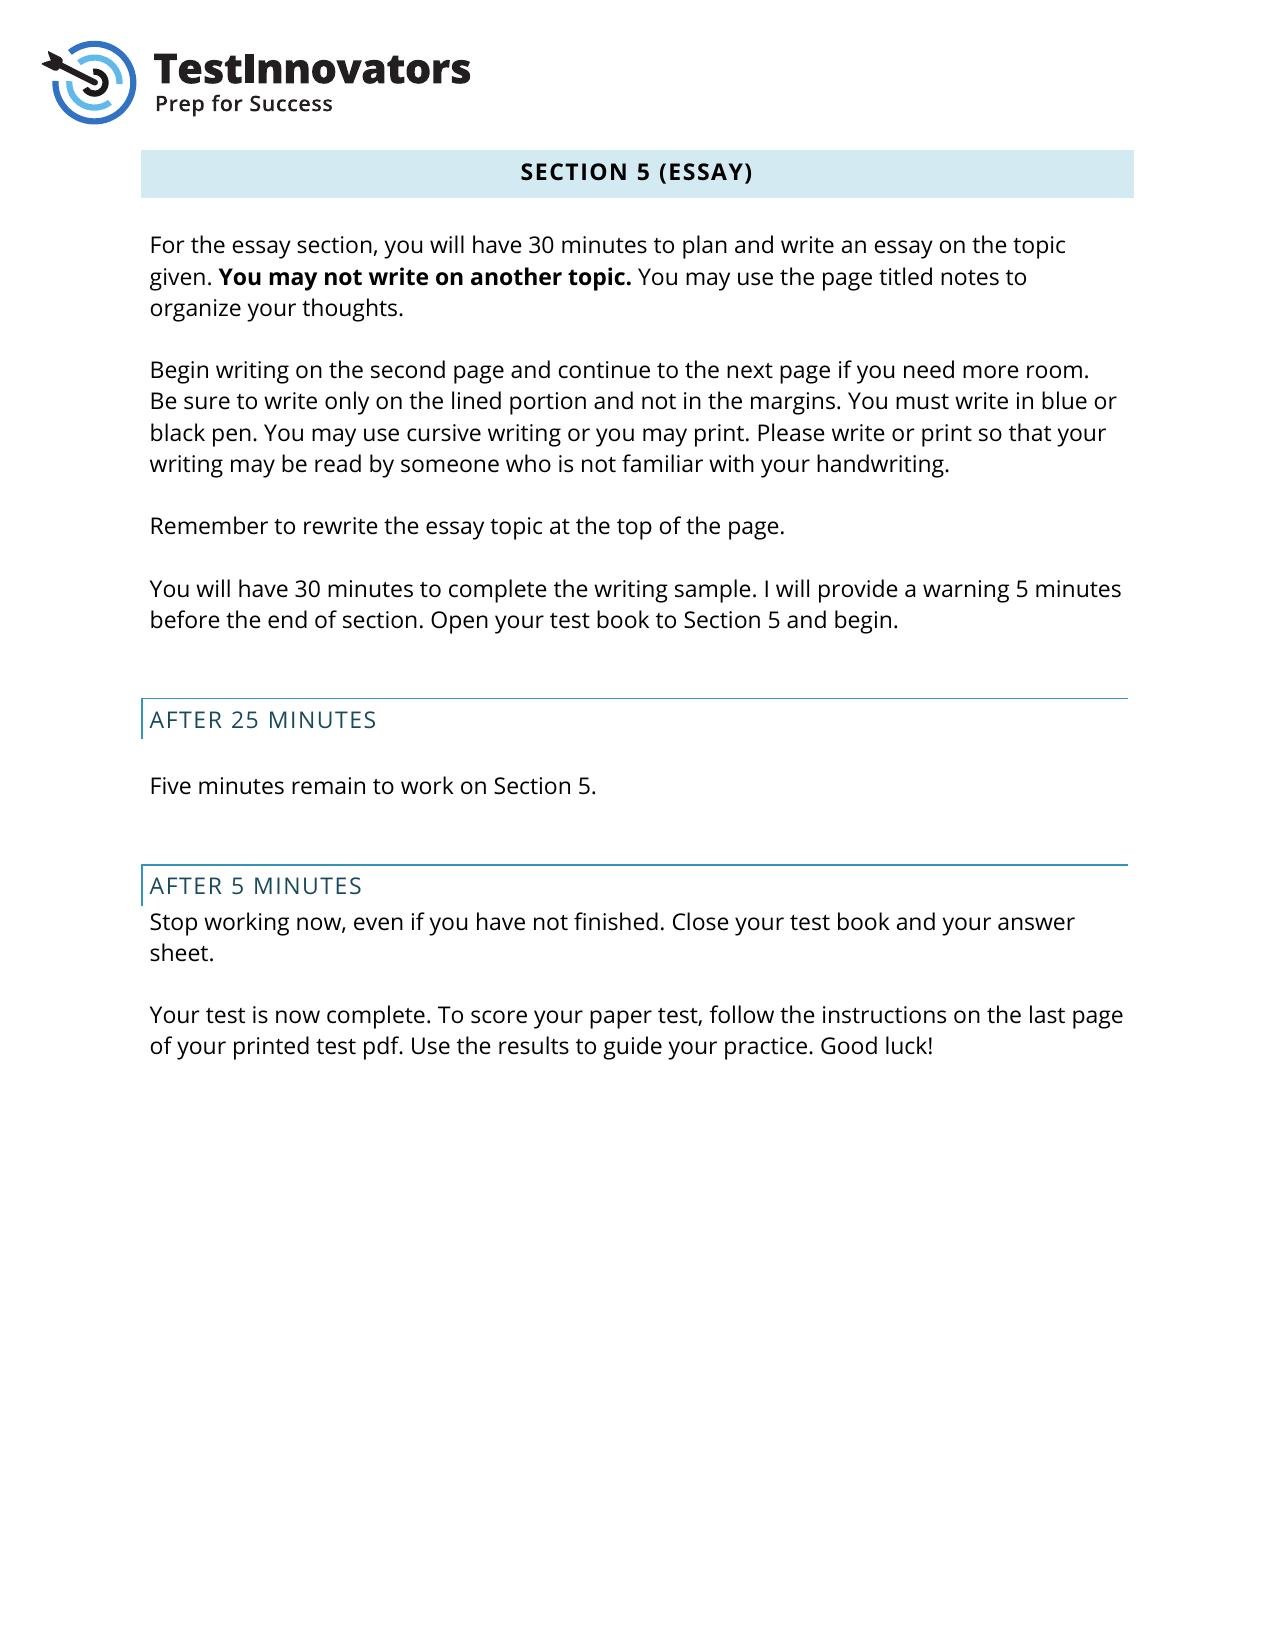 TestInnovators
Prep for Success
SECTION 5 (ESSAY)
For the essay section, you will have 30 minutes to plan and write an essay on the topic
given. You may not write on another topic. You may use the page titled notes to
organize your thoughts.
Begin writing on the second page and continue to the next page if you need more room.
Be sure to write only on the lined portion and not in the margins. You must write in blue or
black pen. You may use cursive writing or you may print. Please write or print so that your
writing may be read by someone who is not familiar with your handwriting.
Remember to rewrite the essay topic at the top of the page.
You will have 30 minutes to complete the writing sample. I will provide a warning 5 minutes
before the end of section. Open your test book to Section 5 and begin.
AFTER 25 MINUTES
Five minutes remain to work on Section 5.
AFTER 5 MINUTES
Stop working now, even if you have not finished. Close your test book and your answer
sheet.
Your test is now complete. To score your paper test, follow the instructions on the last page
of your printed test pdf. Use the results to guide your practice. Good luck!